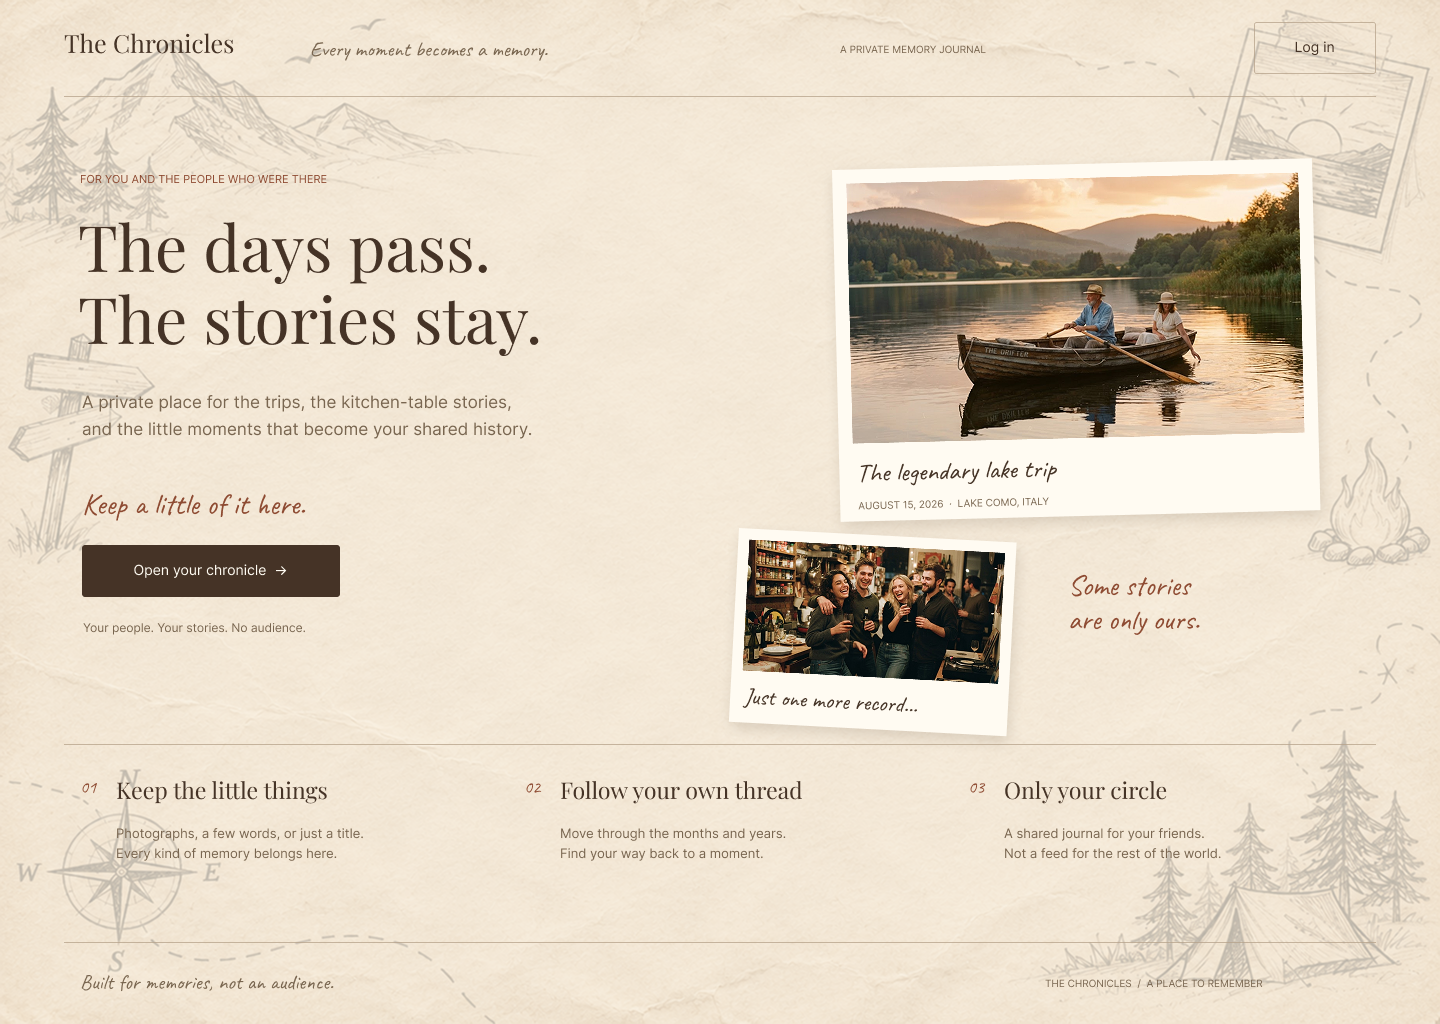 The Chronicles
Every moment becomes a memory.
A PRIVATE MEMORY JOURNAL
Log in
FOR YOU AND THE PEOPLE WHO WERE THERE
The days pass.
The stories stay.
A private place for the trips, the kitchen-table stories,
and the little moments that become your shared history.
Keep a little of it here.
Open your chronicle →
Your people. Your stories. No audience.
THE DRIFTER
The legendary lake trip
AUGUST 15, 2026 · LAKE COMO, ITALY
Just one more record...
Some stories
are only ours.
01 Keep the little things
Photographs, a few words, or just a title.
Every kind of memory belongs here.
02 Follow your own thread
Move through the months and years.
Find your way back to a moment.
03 Only your circle
A shared journal for your friends.
Not a feed for the rest of the world.
N
W
E
S
Built for memories, not an audience.
THE CHRONICLES / A PLACE TO REMEMBER